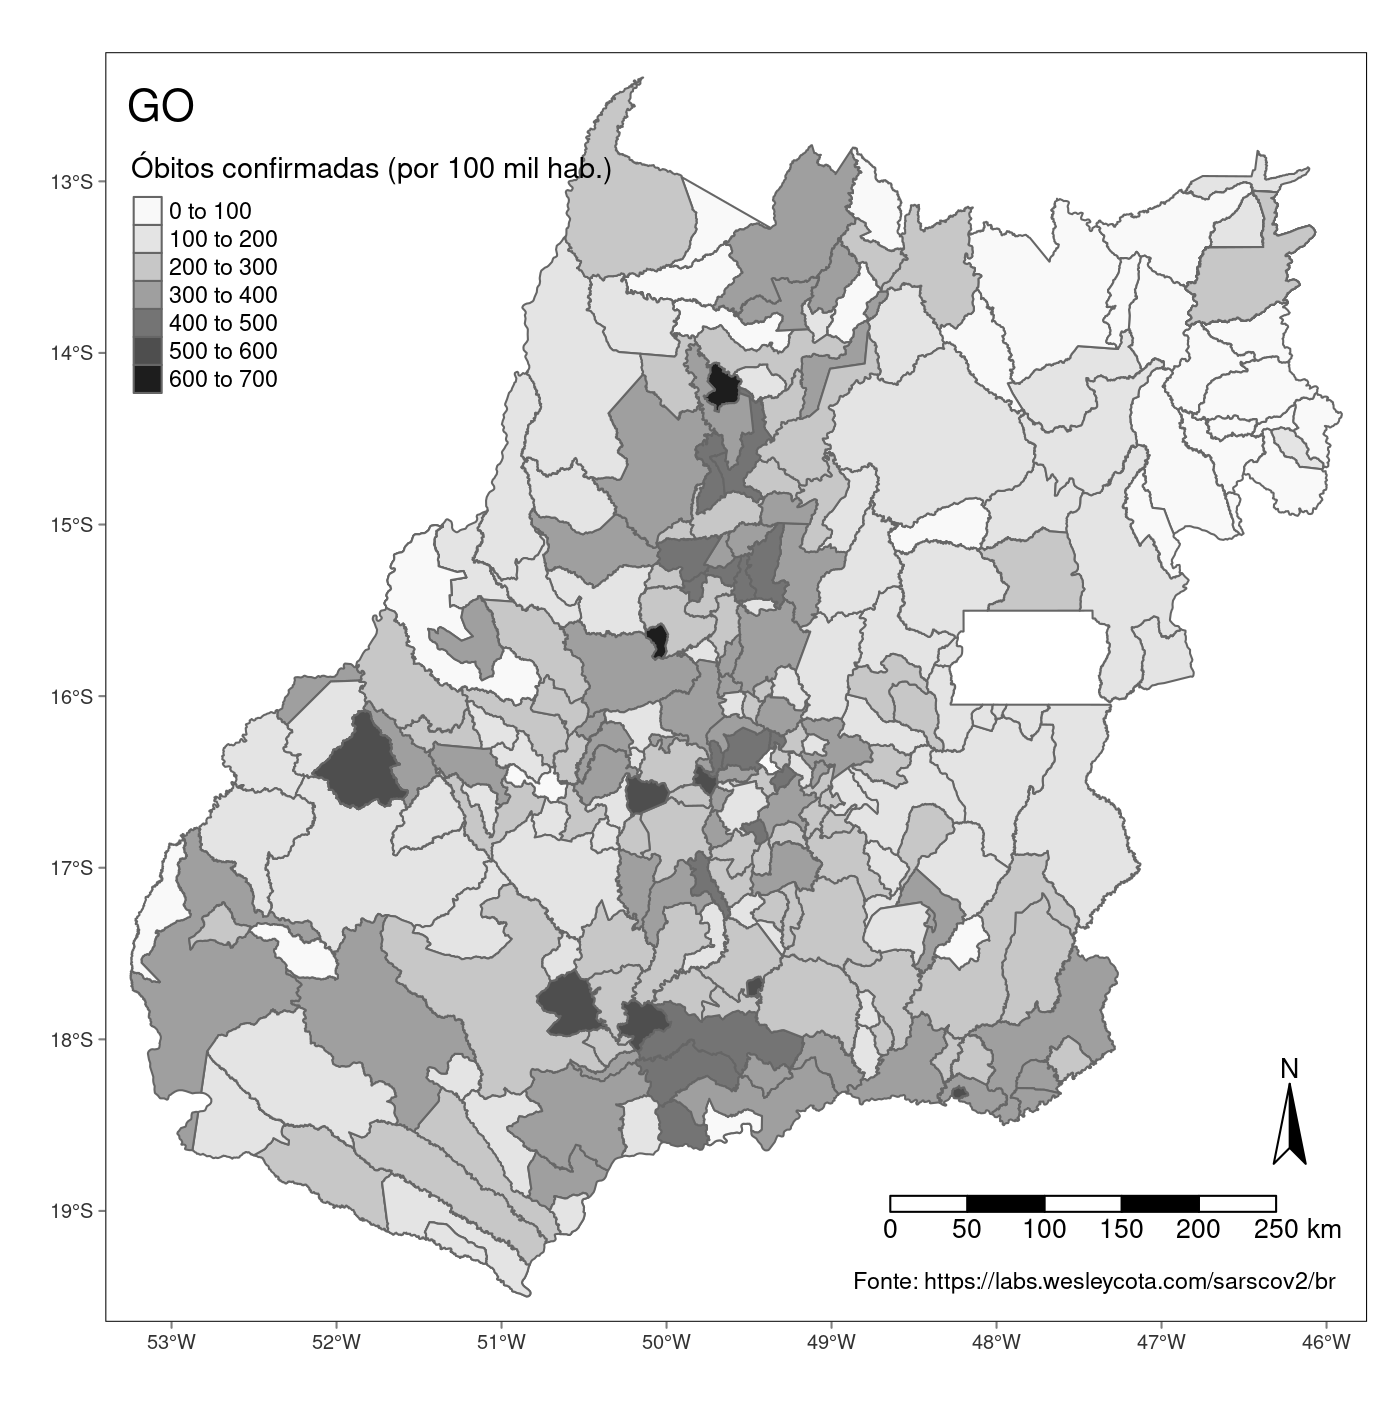 GO
Óbitos confirmadas (por 100 mil hab.)
0 to 100
100 to 200
200 to 300
300 to 400
400 to 500
500 to 600
600 to 700
13°S
14°S
15°S
16°S
17°S
18°S
19°S
N
0 50 100 150 200 250 km
Fonte: https://labs.wesleycota.com/sarscov2/br
53°W 52°W 51°W 50°W 49°W 48°W 47°W 46°W